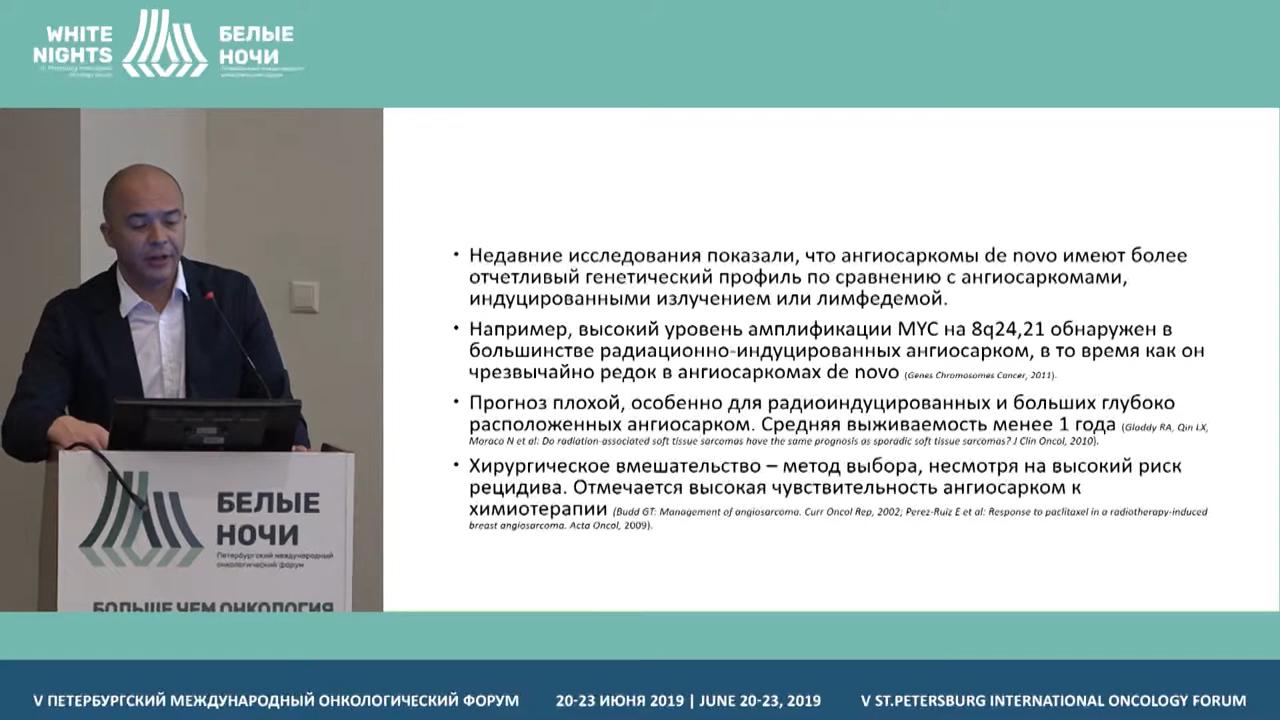 WHITE
NIGHTS
БЕЛЫЕ
НОЧИ
• Недавние исследования показали, что ангиосаркомы de novo имеют более
отчетливый генетический профиль по сравнению с ангиосаркомами,
индуцированными излучением или лимфедемой.
• Например, высокий уровень амплификации MYC на 8q24,21 обнаружен в
большинстве радиационно-индуцированных ангиосарком, в то время как он
чрезвычайно редок в ангиосаркомах de novo (Genes Chromosomes Cancer, 2011).
• Прогноз плохой, особенно для радиоиндуцированных и больших глубоко
расположенных ангиосарком. Средняя выживаемость менее 1 года (Gladdy RA, Qin LX,
Moraco N et al: Do radiation-associated soft tissue sarcomas have the same prognosis as sporadic soft tissue sarcomas? J Clin Oncol, 2010).
• Хирургическое вмешательство – метод выбора, несмотря на высокий риск
рецидива. Отмечается высокая чувствительность ангиосарком к
химиотерапии (Budd GT: Management of angiosarcoma. Curr Oncol Rep, 2002; Perez-Ruiz E et al: Response to paclitaxel in a radiotherapy-induced
breast angiosarcoma. Acta Oncol, 2009).
БЕЛЫЕ
НОЧИ
Петербургский международный
онкологический форум
БОЛЬШЕ ЧЕМ ОНКОЛОГИЯ
V ПЕТЕРБУРГСКИЙ МЕЖДУНАРОДНЫЙ ОНКОЛОГИЧЕСКИЙ ФОРУМ 20-23 ИЮНЯ 2019 | JUNE 20-23, 2019 V ST.PETERSBURG INTERNATIONAL ONCOLOGY FORUM